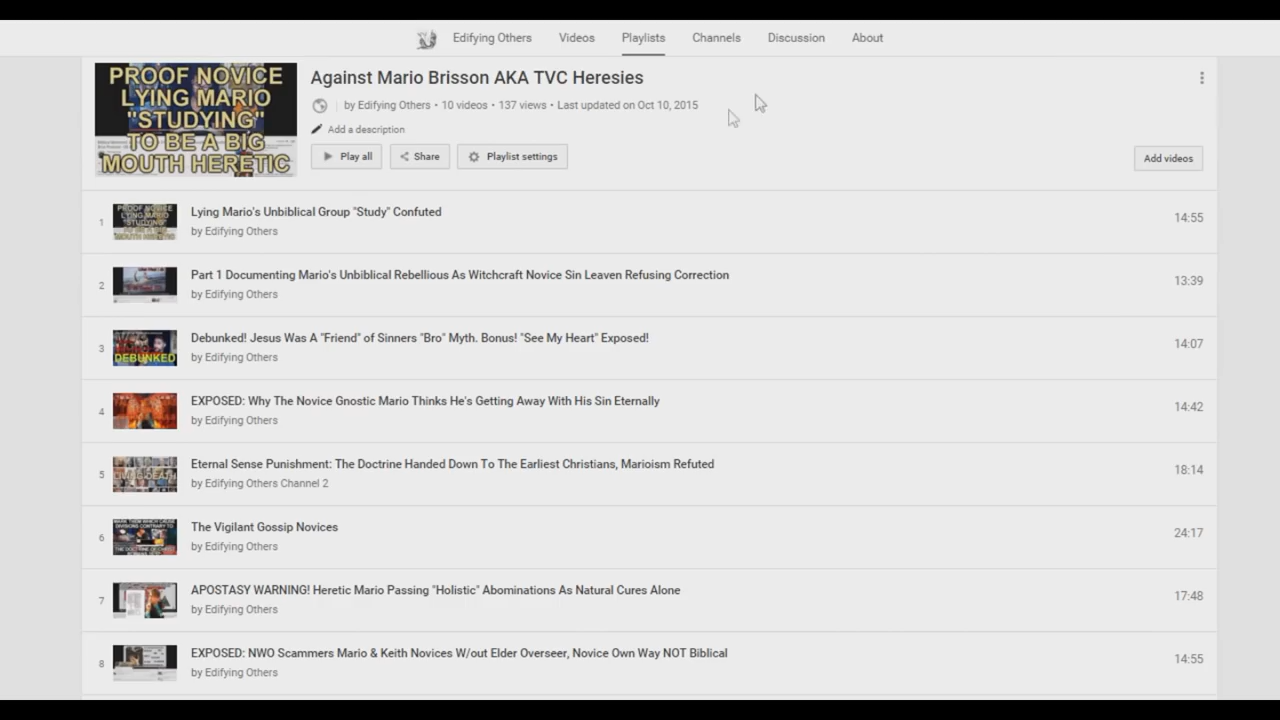 Edifying Others Videos Playlists Channels Discussion About
PROOF NOVICE
LYING MARIO
"STUDYING"
TO BE A BIG
MOUTH HERETIC
Against Mario Brisson AKA TVC Heresies
by Edifying Others • 10 videos • 137 views • Last updated on Oct 10, 2015
Add a description
Play all Share Playlist settings Add videos
1 Lying Mario's Unbiblical Group "Study" Confuted 14:55
by Edifying Others
2 Part 1 Documenting Mario's Unbiblical Rebellious As Witchcraft Novice Sin Leaven Refusing Correction 13:39
by Edifying Others
3 Debunked! Jesus Was A "Friend" of Sinners "Bro" Myth. Bonus! "See My Heart" Exposed! 14:07
by Edifying Others
DEBUNKED
4 EXPOSED: Why The Novice Gnostic Mario Thinks He's Getting Away With His Sin Eternally 14:42
by Edifying Others
5 Eternal Sense Punishment: The Doctrine Handed Down To The Earliest Christians, Marioism Refuted 18:14
by Edifying Others Channel 2
6 The Vigilant Gossip Novices 24:17
by Edifying Others
7 APOSTASY WARNING! Heretic Mario Passing "Holistic" Abominations As Natural Cures Alone 17:48
by Edifying Others
8 EXPOSED: NWO Scammers Mario & Keith Novices W/out Elder Overseer, Novice Own Way NOT Biblical 14:55
by Edifying Others